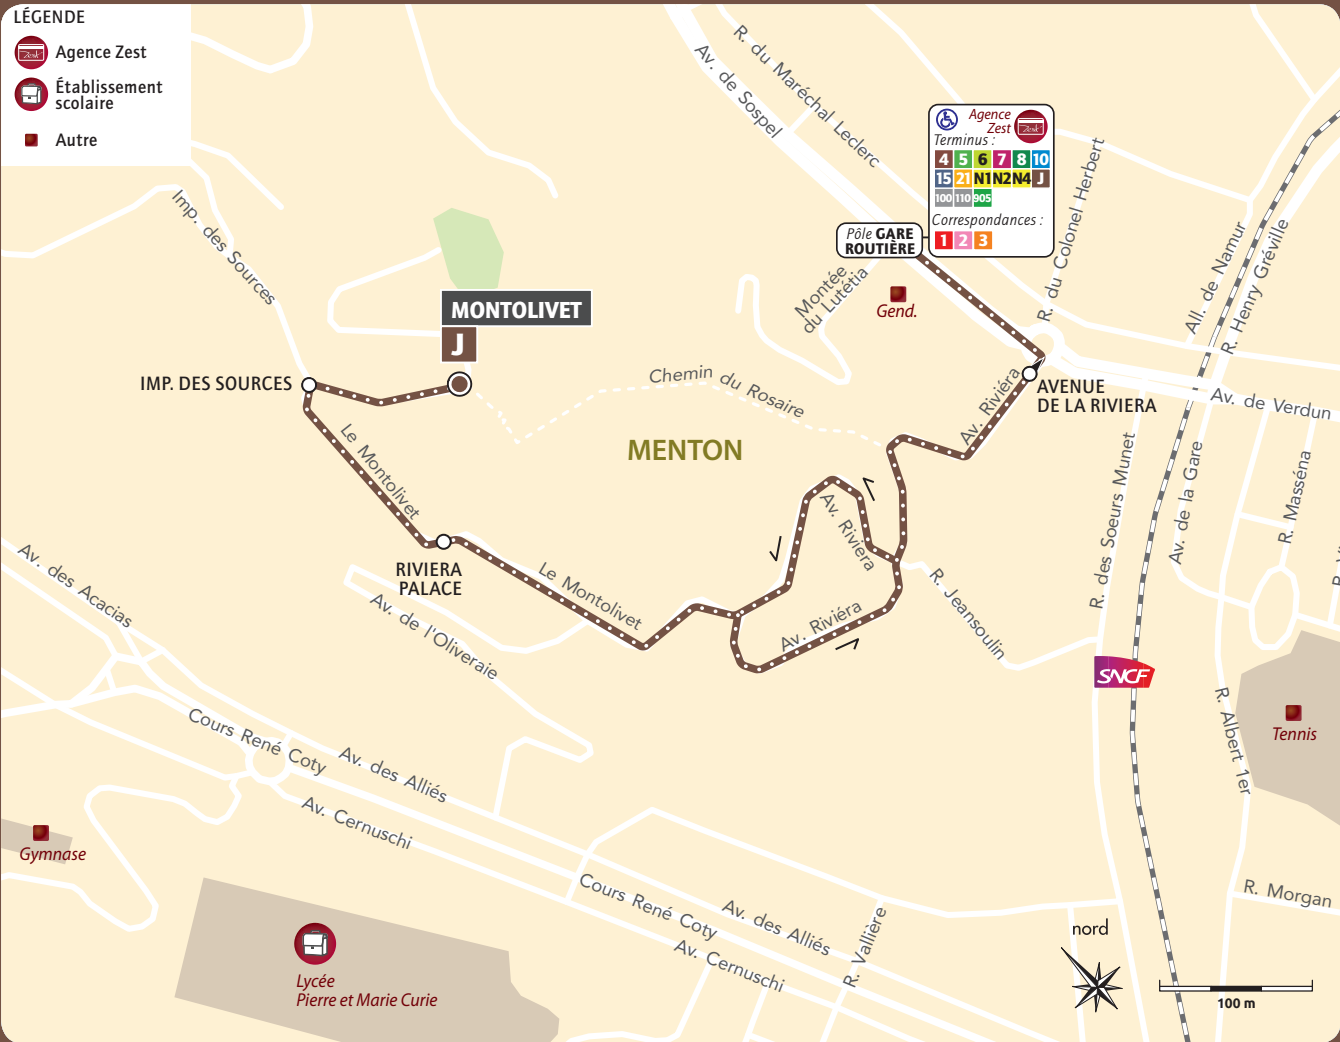 LÉGENDE
Zest
Agence Zest
Établissement
scolaire
Autre
R. du Maréchal Leclerc
Av. de Sospel
Agence
Zest
Zest
Terminus :
4 5 6 7 8 10
15 21 N1 N2 N4 J
100 110 905
Correspondances :
1 2 3
Pôle GARE
ROUTIÈRE
R. du Colonel Herbert
All. de Namur
R. Henry Gréville
Imp. des Sources
Montée
du Lutétia
Gend.
MONTOLIVET
J
IMP. DES SOURCES
Chemin du Rosaire
Av. Riviéra
AVENUE
DE LA RIVIERA
Av. de Verdun
MENTON
Le Montolivet
Av. Riviera
R. des Soeurs Munet
Av. de la Gare
R. Masséna
RIVIERA
PALACE
Le Montolivet
Av. Riviéra
R. Jeansoulin
Av. des Acacias
Av. de l'Oliveraie
SNCF
R. Albert 1er
Tennis
Cours René Coty
Av. des Alliés
Av. Cernuschi
Gymnase
Cours René Coty
Av. des Alliés
Av. Cernuschi
R. Vallière
R. Morgan
Lycée
Pierre et Marie Curie
nord
100 m